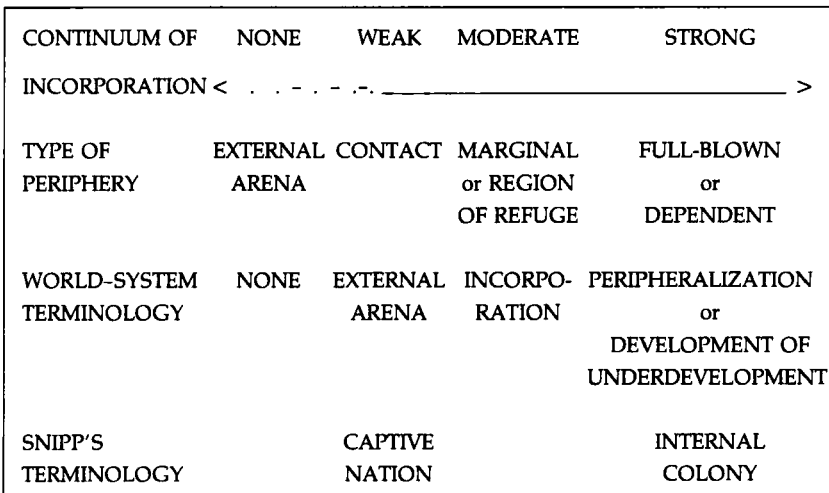 CONTINUUM OF NONE WEAK MODERATE STRONG
INCORPORATION < . . - . - .-. ____________ >
TYPE OF EXTERNAL CONTACT MARGINAL FULL-BLOWN
PERIPHERY ARENA or REGION or
OF REFUGE DEPENDENT
WORLD-SYSTEM NONE EXTERNAL INCORPO- PERIPHERALIZATION
TERMINOLOGY ARENA RATION or
DEVELOPMENT OF
UNDERDEVELOPMENT
SNIPP'S CAPTIVE INTERNAL
TERMINOLOGY NATION COLONY